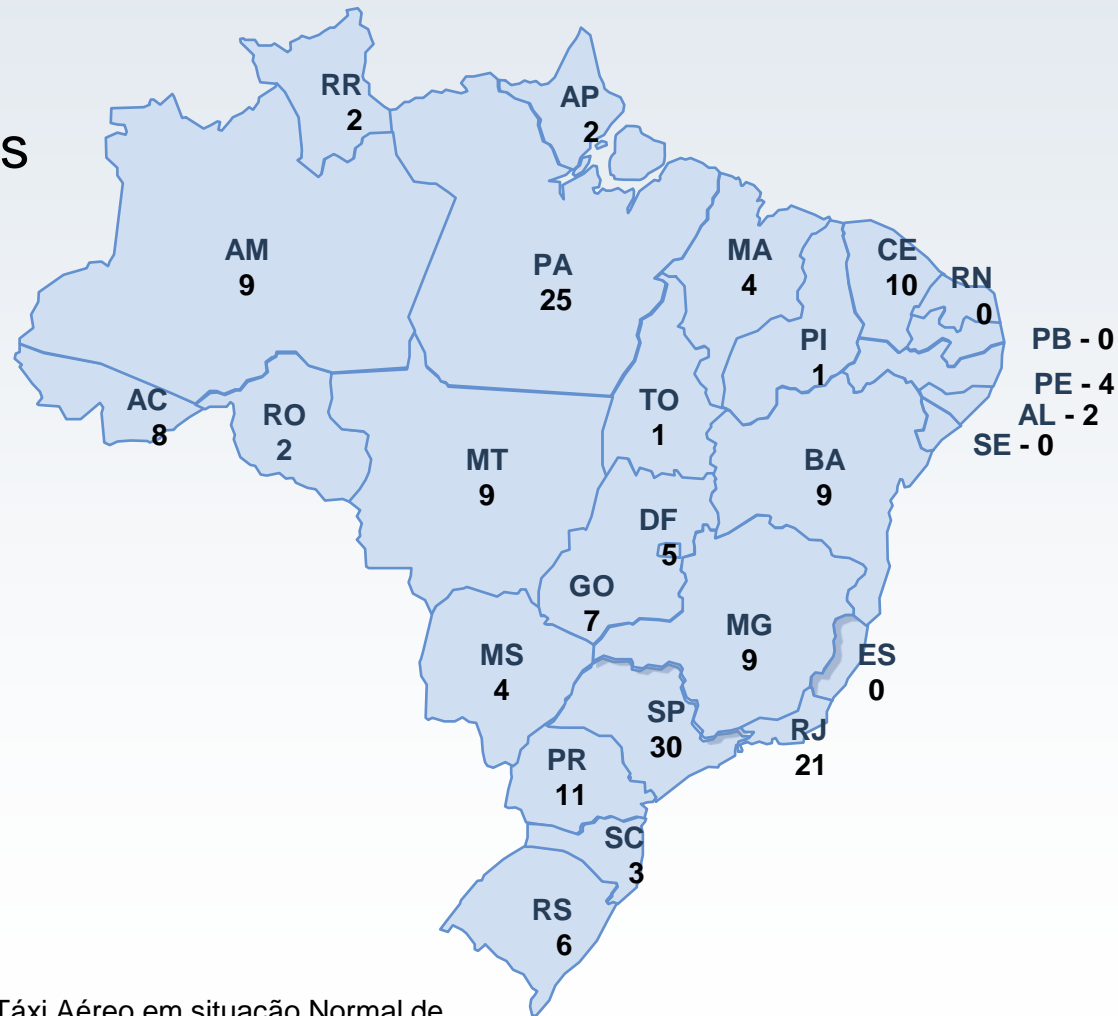 RR
2
AP
2
s
AM
9
PA
25
MA
4
CE
10
RN
0
PI
1
PB - 0
PE - 4
AL - 2
SE - 0
AC
8
RO
2
TO
1
MT
9
BA
9
DF
5
GO
7
MG
9
ES
0
MS
4
SP
30
RJ
21
PR
11
SC
3
RS
6
Táxi Aéreo em situação Normal de